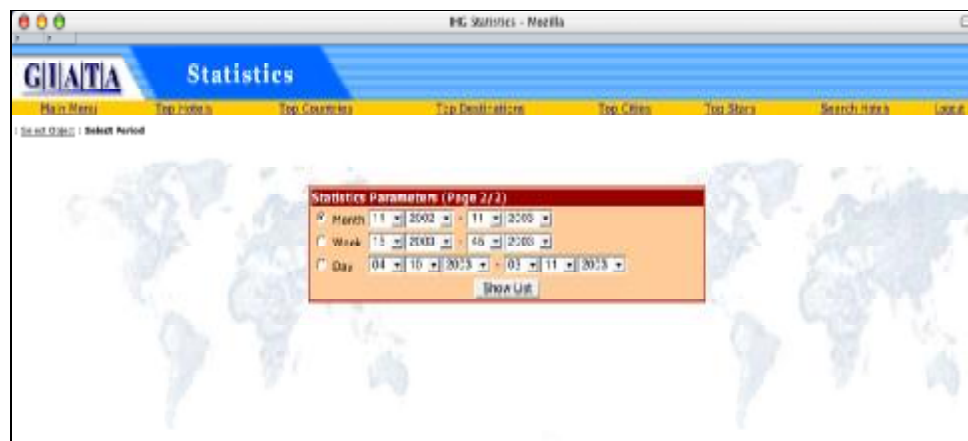 IHG Statistics - Mozilla
G|I|A|T|A Statistics
Main Menu Top Hotels Top Countries Top Destinations Top Cities Top Stars Search Hotels Logout
| Select Object | Select Period
Statistics Parameters (Page 2/2)
Month 11 2002 - 11 2003
Week 2003 - 45 2003
Day 04 10 2003 - 03 11 2003
Show List